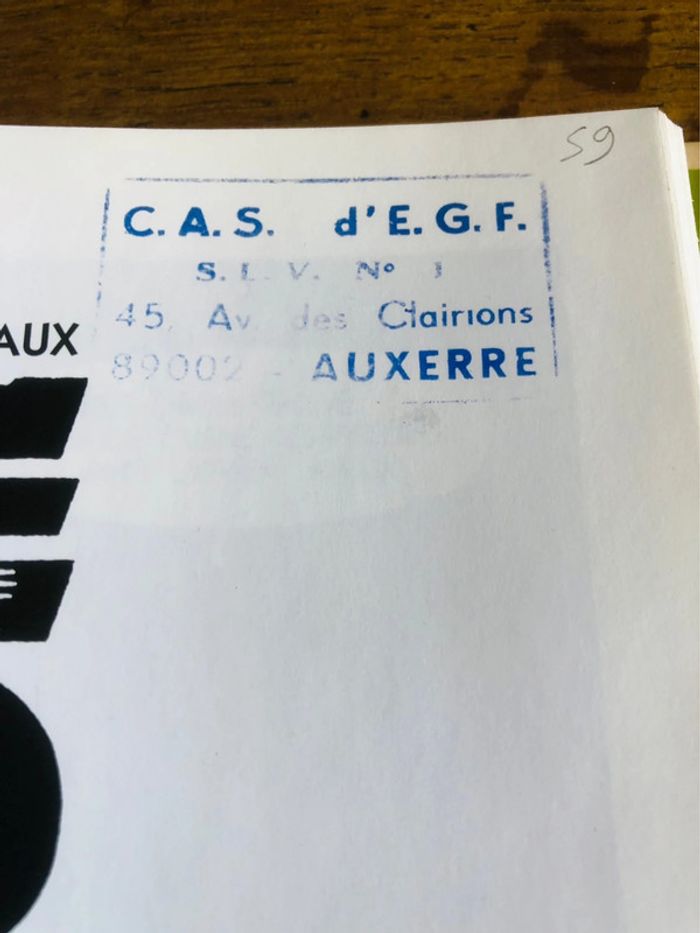 59
C. A. S. d'E. G. F.
S. L. V. N° 1
45, Av. des Clairions
AUX
89002 - AUXERRE